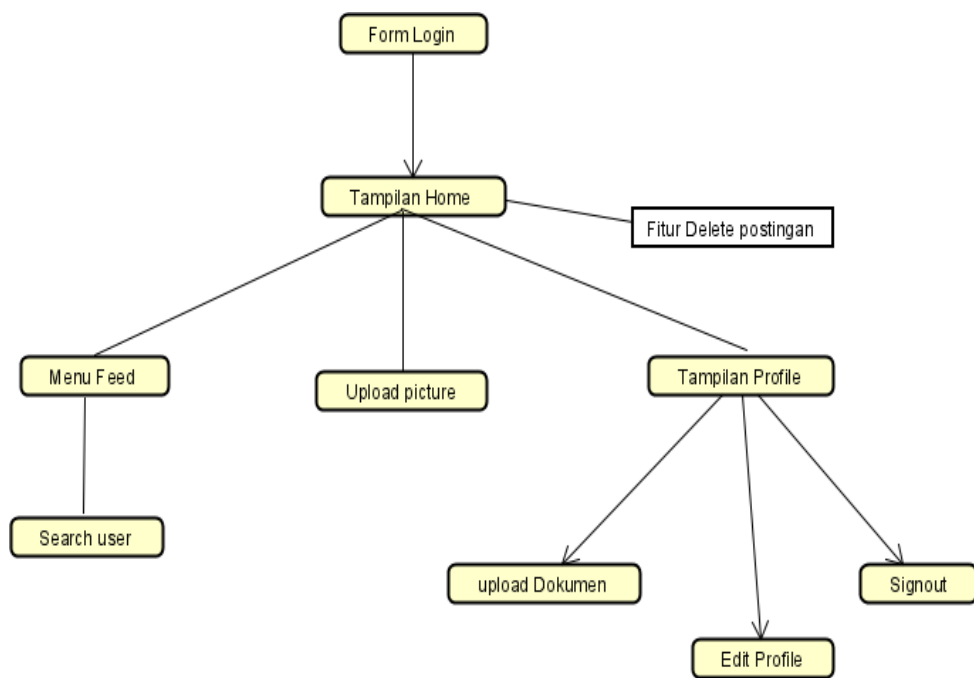 Form Login
Tampilan Home
Fitur Delete postingan
Menu Feed
Upload picture
Tampilan Profile
Search user
upload Dokumen
Signout
Edit Profile